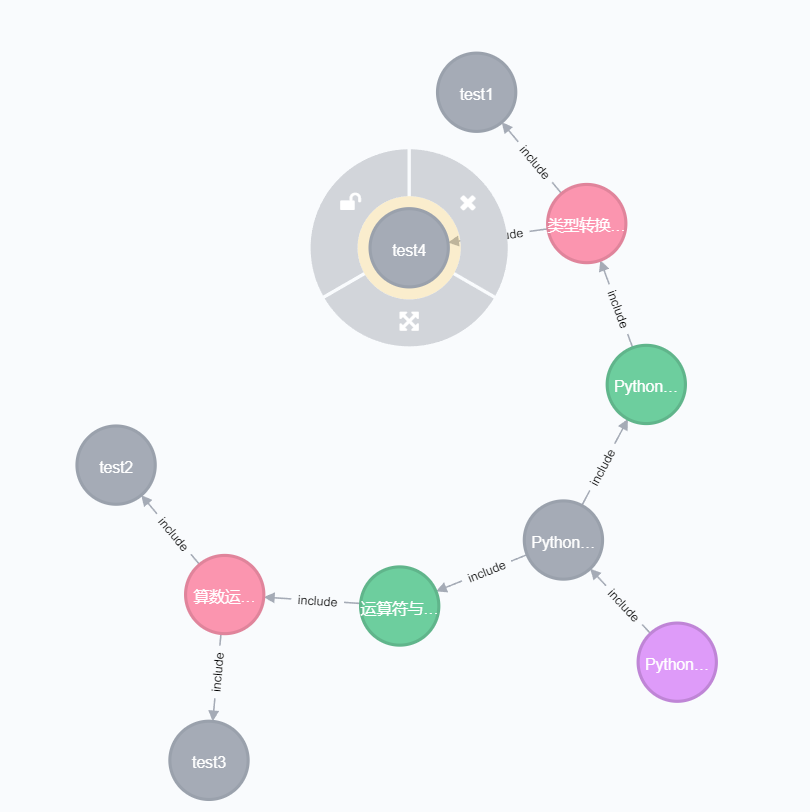 test1
include
类型转换...
test4
ude
include
Python...
include
test2
include
Python...
include
算数运...
include
运算符与...
include
Python...
include
test3